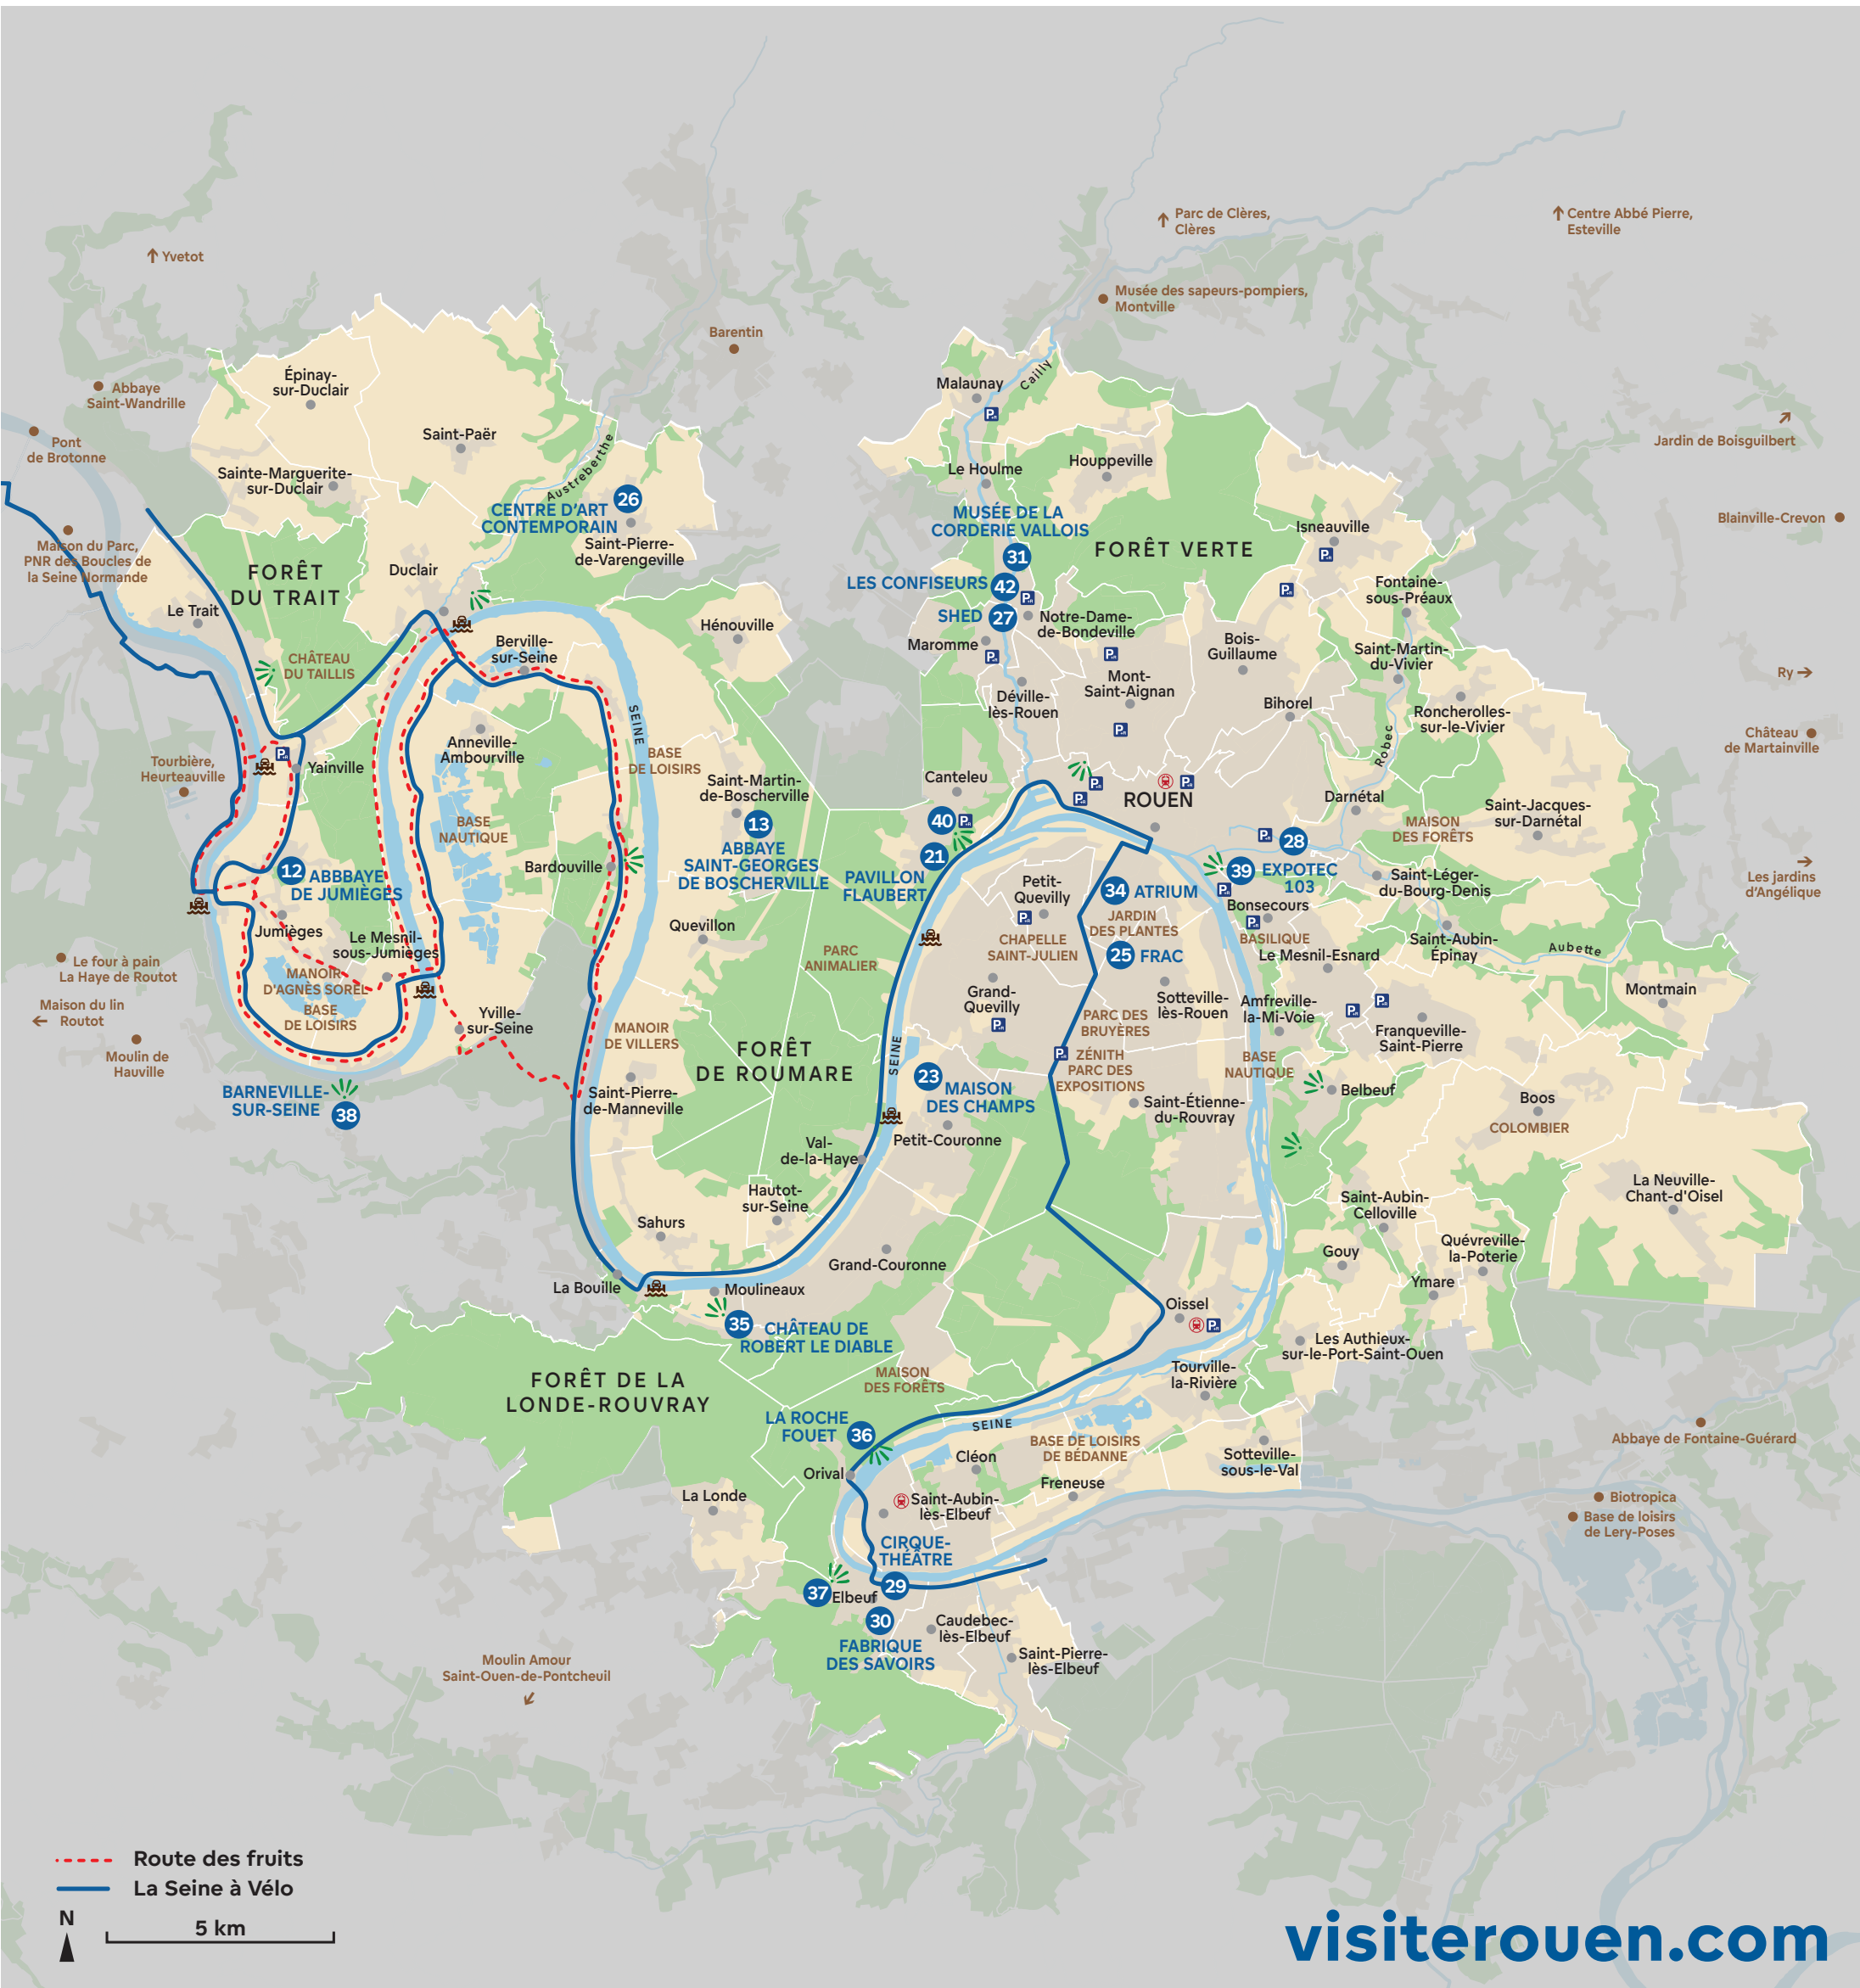 Parc de Clères,
Clères
Centre Abbé Pierre,
Esteville
Yvetot
Musée des sapeurs-pompiers,
Montville
Barentin
Épinay-
sur-Duclair
Malaunay
Cailly
Abbaye
Saint-Wandrille
Saint-Paër
Pont
de Brotonne
Jardin de Boisguilbert
Sainte-Marguerite-
sur-Duclair
Austreberthe
Le Houlme
Houppeville
26
CENTRE D'ART
CONTEMPORAIN
MUSÉE DE LA
CORDERIE VALLOIS
Blainville-Crevon
Isneauville
Maison du Parc,
PNR des Boucles de
la Seine Normande
Saint-Pierre-
de-Varengeville
31
FORÊT VERTE
FORÊT
DU TRAIT
Duclair
LES CONFISEURS
42
Fontaine-
sous-Préaux
Le Trait
Hénouville
SHED
27
Notre-Dame-
de-Bondeville
Maromme
Bois-
Guillaume
Berville-
sur-Seine
Saint-Martin-
du-Vivier
CHÂTEAU
DU TAILLIS
Mont-
Saint-Aignan
Ry
Déville-
lès-Rouen
Bihorel
Roncherolles-
sur-le-Vivier
SEINE
Robec
Château
de Martainville
Anneville-
Ambourville
BASE
DE LOISIRS
Tourbière,
Heurteauville
Yainville
Saint-Martin-
de-Boscherville
Canteleu
ROUEN
Darnétal
Saint-Jacques-
sur-Darnétal
BASE
NAUTIQUE
13
40
MAISON
DES FORÊTS
ABBAYE
SAINT-GEORGES
DE BOSCHERVILLE
21
28
Bardouville
12
ABBBAYE
DE JUMIÈGES
PAVILLON
FLAUBERT
39
EXPOTEC
103
Les jardins
d'Angélique
Petit-
Quevilly
34
ATRIUM
Saint-Léger-
du-Bourg-Denis
Bonsecours
Jumièges
Quevillon
JARDIN
DES PLANTES
Le Mesnil-
sous-Jumièges
CHAPELLE
SAINT-JULIEN
BASILIQUE
Saint-Aubin-
Épinay
Aubette
PARC
ANIMALIER
25
FRAC
Le Mesnil-Esnard
Le four à pain
La Haye de Routot
MANOIR
D'AGNÈS SOREL
Montmain
Grand-
Quevilly
Sotteville-
lès-Rouen
Amfreville-
la-Mi-Voie
Maison du lin
Routot
BASE
DE LOISIRS
Yville-
sur-Seine
MANOIR
DE VILLERS
PARC DES
BRUYÈRES
Franqueville-
Saint-Pierre
Moulin de
Hauville
FORÊT
DE ROUMARE
SEINE
ZÉNITH
PARC DES
EXPOSITIONS
BASE
NAUTIQUE
BARNEVILLE-
SUR-SEINE
38
23
MAISON
DES CHAMPS
Belbeuf
Saint-Pierre-
de-Manneville
Saint-Étienne-
du-Rouvray
Boos
COLOMBIER
Val-
de-la-Haye
Petit-Couronne
La Neuville-
Chant-d'Oisel
Hautot-
sur-Seine
Saint-Aubin-
Celloville
Sahurs
Gouy
Quévreville-
la-Poterie
Grand-Couronne
Ymare
La Bouille
Moulineaux
Oissel
35
CHÂTEAU DE
ROBERT LE DIABLE
Les Authieux-
sur-le-Port-Saint-Ouen
FORÊT DE LA
LONDE-ROUVRAY
MAISON
DES FORÊTS
Tourville-
la-Rivière
LA ROCHE
FOUET
36
SEINE
BASE DE LOISIRS
DE BÉDANNE
Abbaye de Fontaine-Guérard
Orival
Cléon
Sotteville-
sous-le-Val
Freneuse
La Londe
Saint-Aubin-
lès-Elbeuf
Biotropica
Base de loisirs
de Lery-Poses
CIRQUE-
THÉÂTRE
37
Elbeuf
29
30
Caudebec-
lès-Elbeuf
FABRIQUE
DES SAVOIRS
Saint-Pierre-
lès-Elbeuf
Moulin Amour
Saint-Ouen-de-Pontcheuil
Route des fruits
La Seine à Vélo
N
5 km
visiterouen.com